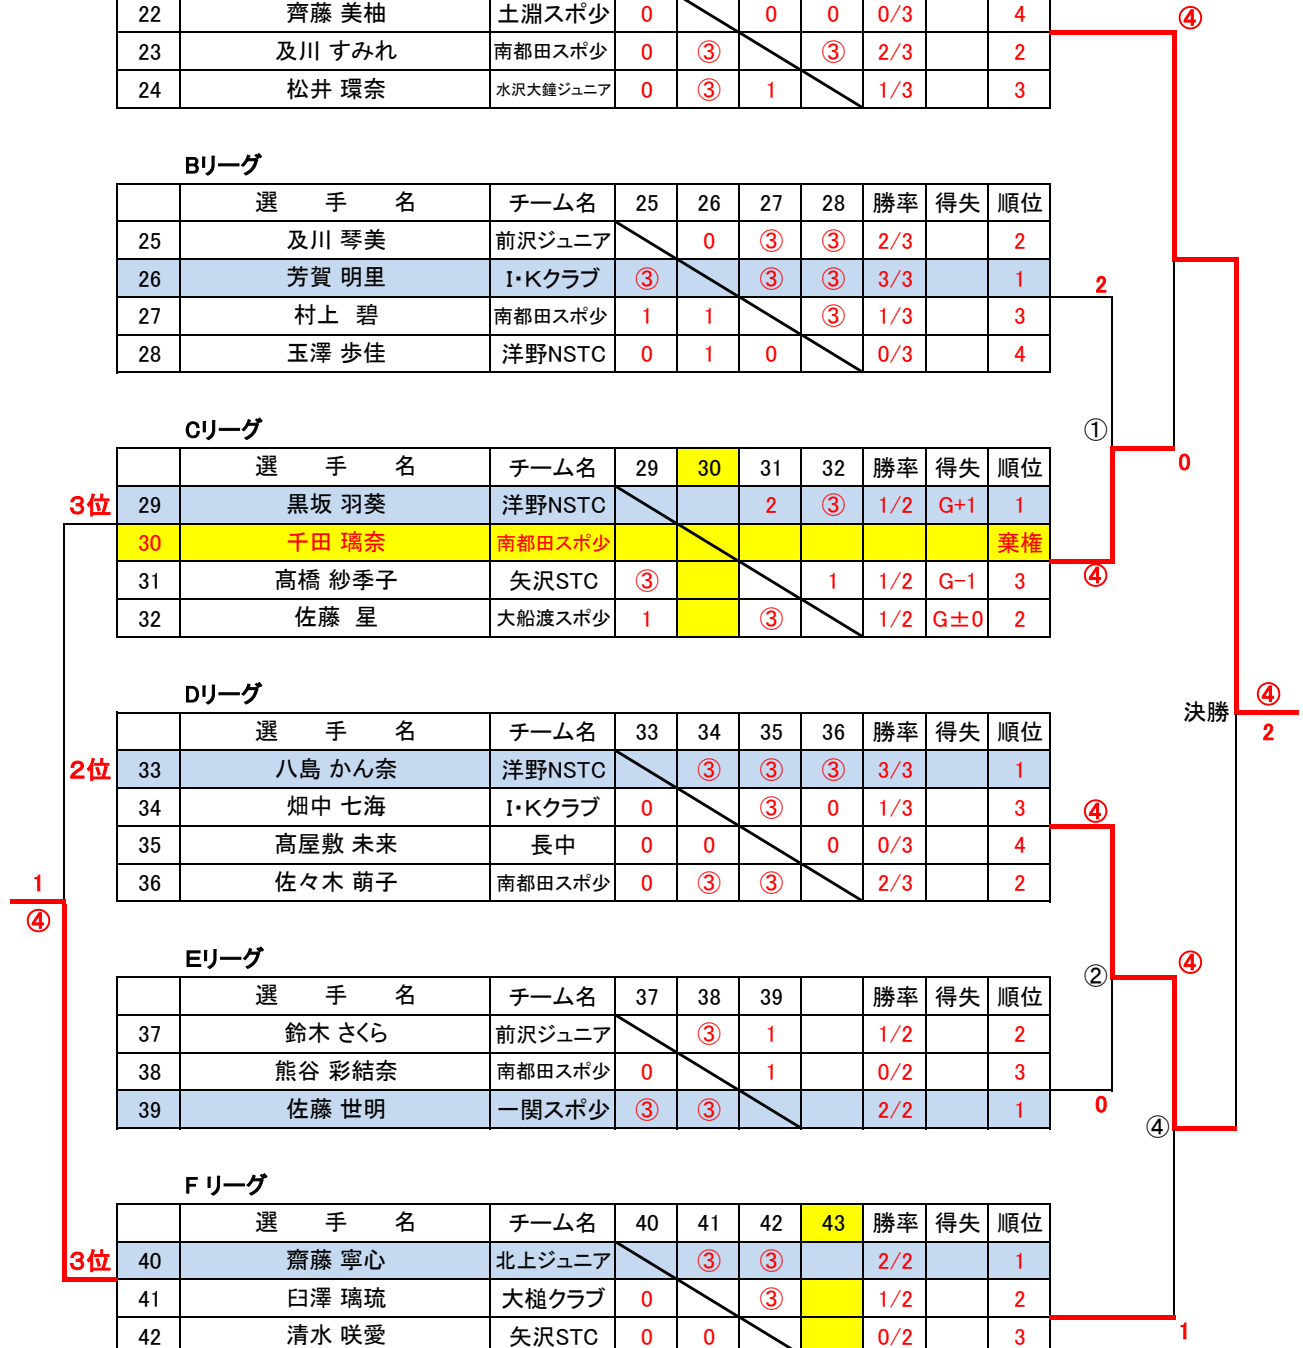 22 齊藤 美柚 土淵スポ少 0 0 0 0/3 4 ④
23 及川 すみれ 南都田スポ少 0 ③ ③ 2/3 2
24 松井 環奈 水沢大鐘ジュニア 0 ③ 1 1/3 3
Bリーグ
選 手 名 チーム名 25 26 27 28 勝率 得失 順位
25 及川 琴美 前沢ジュニア 0 ③ ③ 2/3 2
26 芳賀 明里 I・Kクラブ ③ ③ ③ 3/3 1 2
27 村上 碧 南都田スポ少 1 1 ③ 1/3 3
28 玉澤 歩佳 洋野NSTC 0 1 0 0/3 4
Cリーグ ①
選 手 名 チーム名 29 30 31 32 勝率 得失 順位 0
3位 29 黒坂 羽葵 洋野NSTC 2 ③ 1/2 G+1 1
30 千田 璃奈 南都田スポ少 棄権
31 髙橋 紗季子 矢沢STC ③ 1 1/2 G-1 3 ④
32 佐藤 星 大船渡スポ少 1 ③ 1/2 G±0 2
Dリーグ ④
決勝
選 手 名 チーム名 33 34 35 36 勝率 得失 順位 2
2位 33 八島 かん奈 洋野NSTC ③ ③ ③ 3/3 1
34 畑中 七海 I・Kクラブ 0 ③ 0 1/3 3 ④
35 髙屋敷 未来 長中 0 0 0 0/3 4
1 36 佐々木 萌子 南都田スポ少 0 ③ ③ 2/3 2
④
Eリーグ ④
②
選 手 名 チーム名 37 38 39 勝率 得失 順位
37 鈴木 さくら 前沢ジュニア ③ 1 1/2 2
38 熊谷 彩結奈 南都田スポ少 0 1 0/2 3
39 佐藤 世明 一関スポ少 ③ ③ 2/2 1 0
④
Fリーグ
選 手 名 チーム名 40 41 42 43 勝率 得失 順位
3位 40 齋藤 寧心 北上ジュニア ③ ③ 2/2 1
41 臼澤 璃琉 大槌クラブ 0 ③ 1/2 2
42 清水 咲愛 矢沢STC 0 0 0/2 3 1